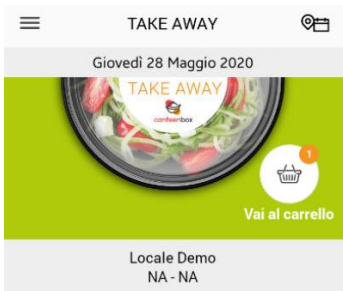 TAKE AWAY
Giovedì 28 Maggio 2020
TAKE AWAY
canteenbox
1
Vai al carrello
Locale Demo
NA - NA